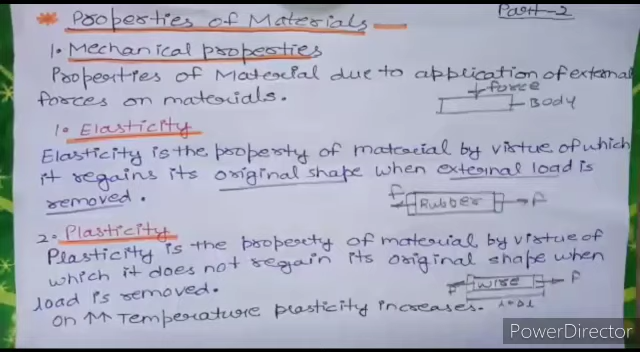 Part-2
* Properties of Materials
1. Mechanical properties
Properties of Material due to application of external
forces on materials.
force
Body
1. Elasticity
Elasticity is the property of material by virtue of which
it regains its original shape when external load is
removed.
F Rubber F
2. Plasticity
Plasticity is the property of material by virtue of
which it does not regain its original shape when
load is removed.
F wire F
l+Δl
On ↑↑ Temperature plasticity increases.
PowerDirector